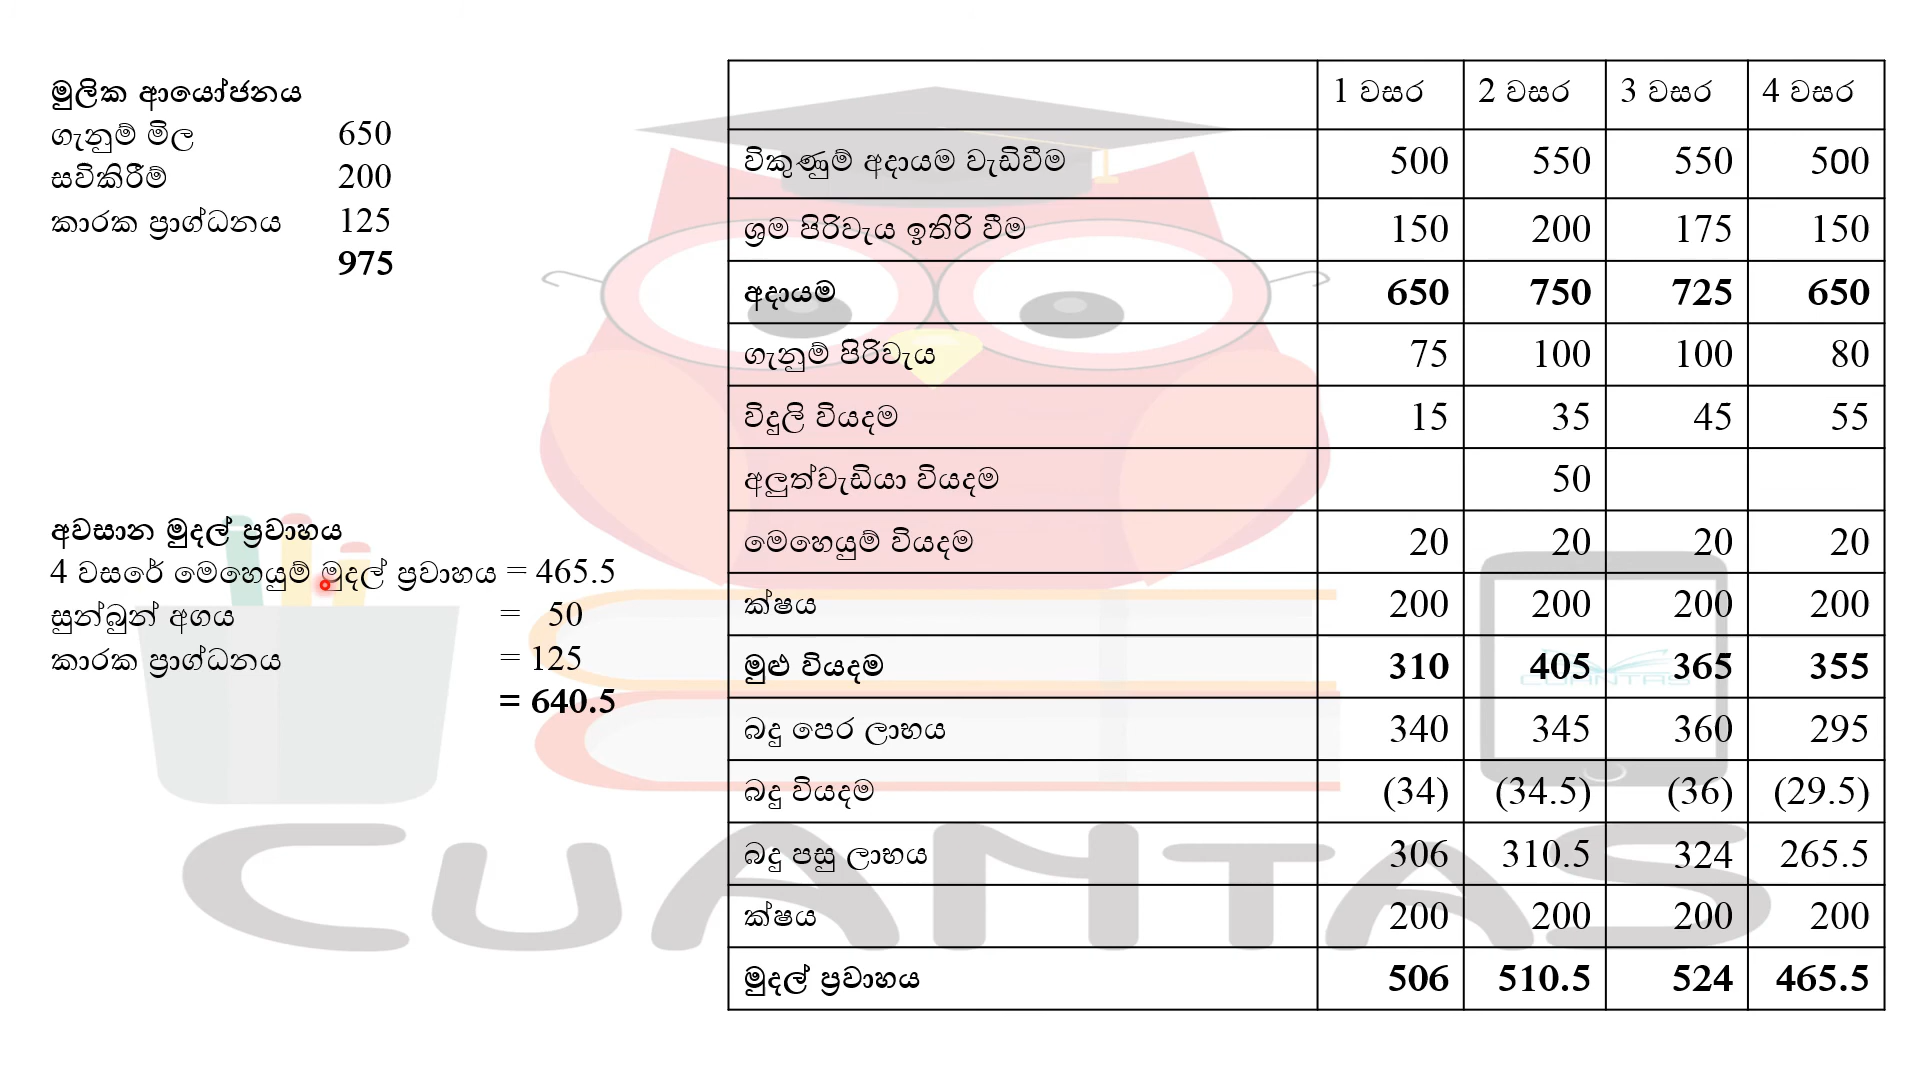 මුලික ආයෝජනය
ගැනුම් මිල 650
සවිකිරීම් 200
කාරක ප්‍රාග්ධනය 125
975
අවසාන මුදල් ප්‍රවාහය
4 වසරේ මෙහෙයුම් මුදල් ප්‍රවාහය = 465.5
සුන්බුන් අගය = 50
කාරක ප්‍රාග්ධනය = 125
= 640.5
1 වසර 2 වසර 3 වසර 4 වසර
විකුණුම් අදායම වැඩිවීම 500 550 550 500
ශ්‍රම පිරිවැය ඉතිරි වීම 150 200 175 150
අදායම 650 750 725 650
ගැනුම් පිරිවැය 75 100 100 80
විදුලි වියදම 15 35 45 55
අලුත්වැඩියා වියදම 50
මෙහෙයුම් වියදම 20 20 20 20
ක්ෂය 200 200 200 200
මුළු වියදම 310 405 365 355
බදු පෙර ලාභය 340 345 360 295
බදු වියදම (34) (34.5) (36) (29.5)
බදු පසු ලාභය 306 310.5 324 265.5
ක්ෂය 200 200 200 200
මුදල් ප්‍රවාහය 506 510.5 524 465.5
CUANTAS
CUANTAS